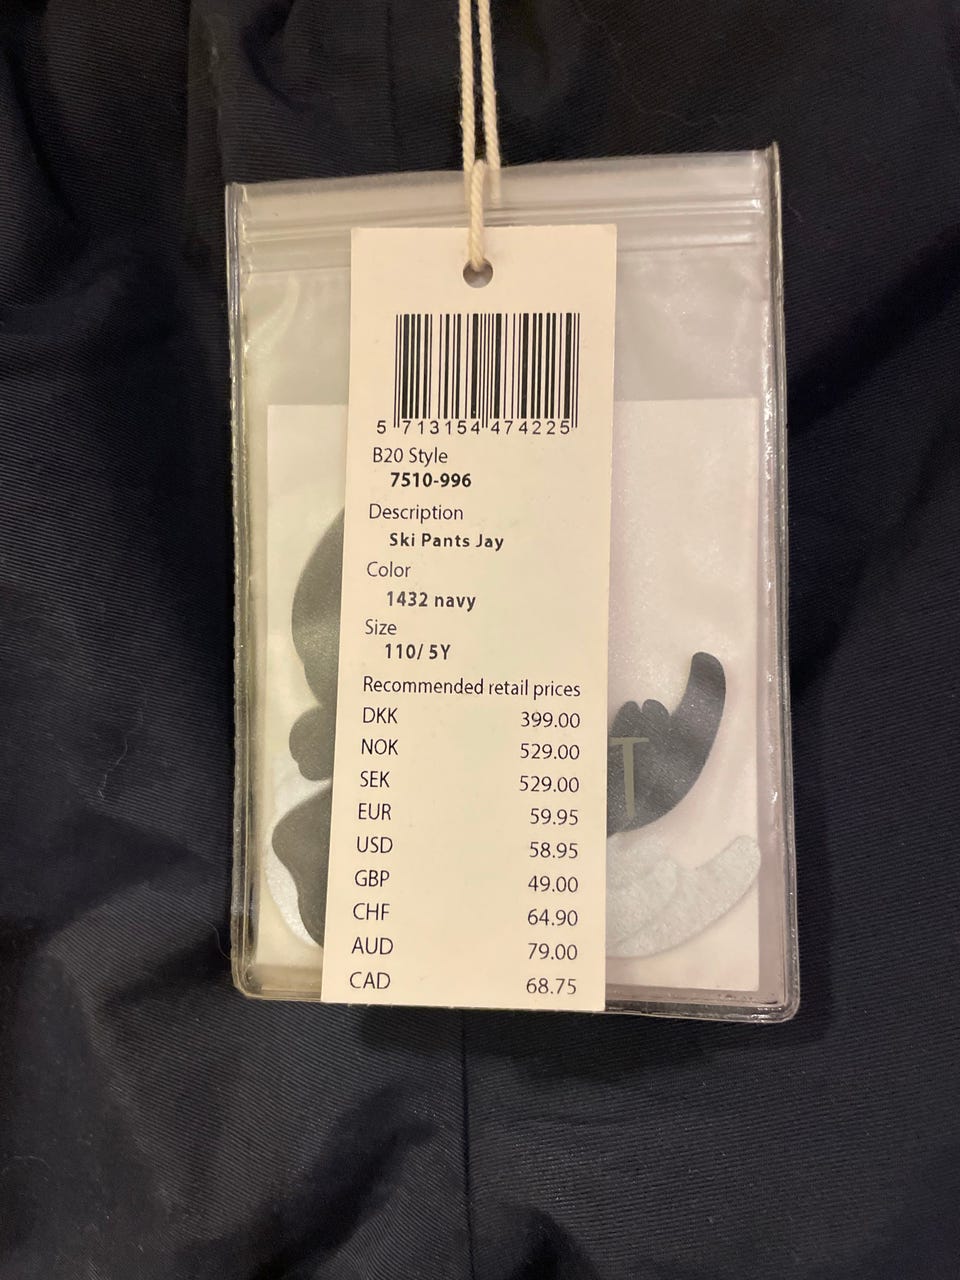 5 713154 474225
B20 Style
7510-996
Description
Ski Pants Jay
Color
1432 navy
Size
110/ 5Y
Recommended retail prices
DKK 399.00
NOK 529.00
SEK 529.00
EUR 59.95
USD 58.95
GBP 49.00
CHF 64.90
AUD 79.00
CAD 68.75
T